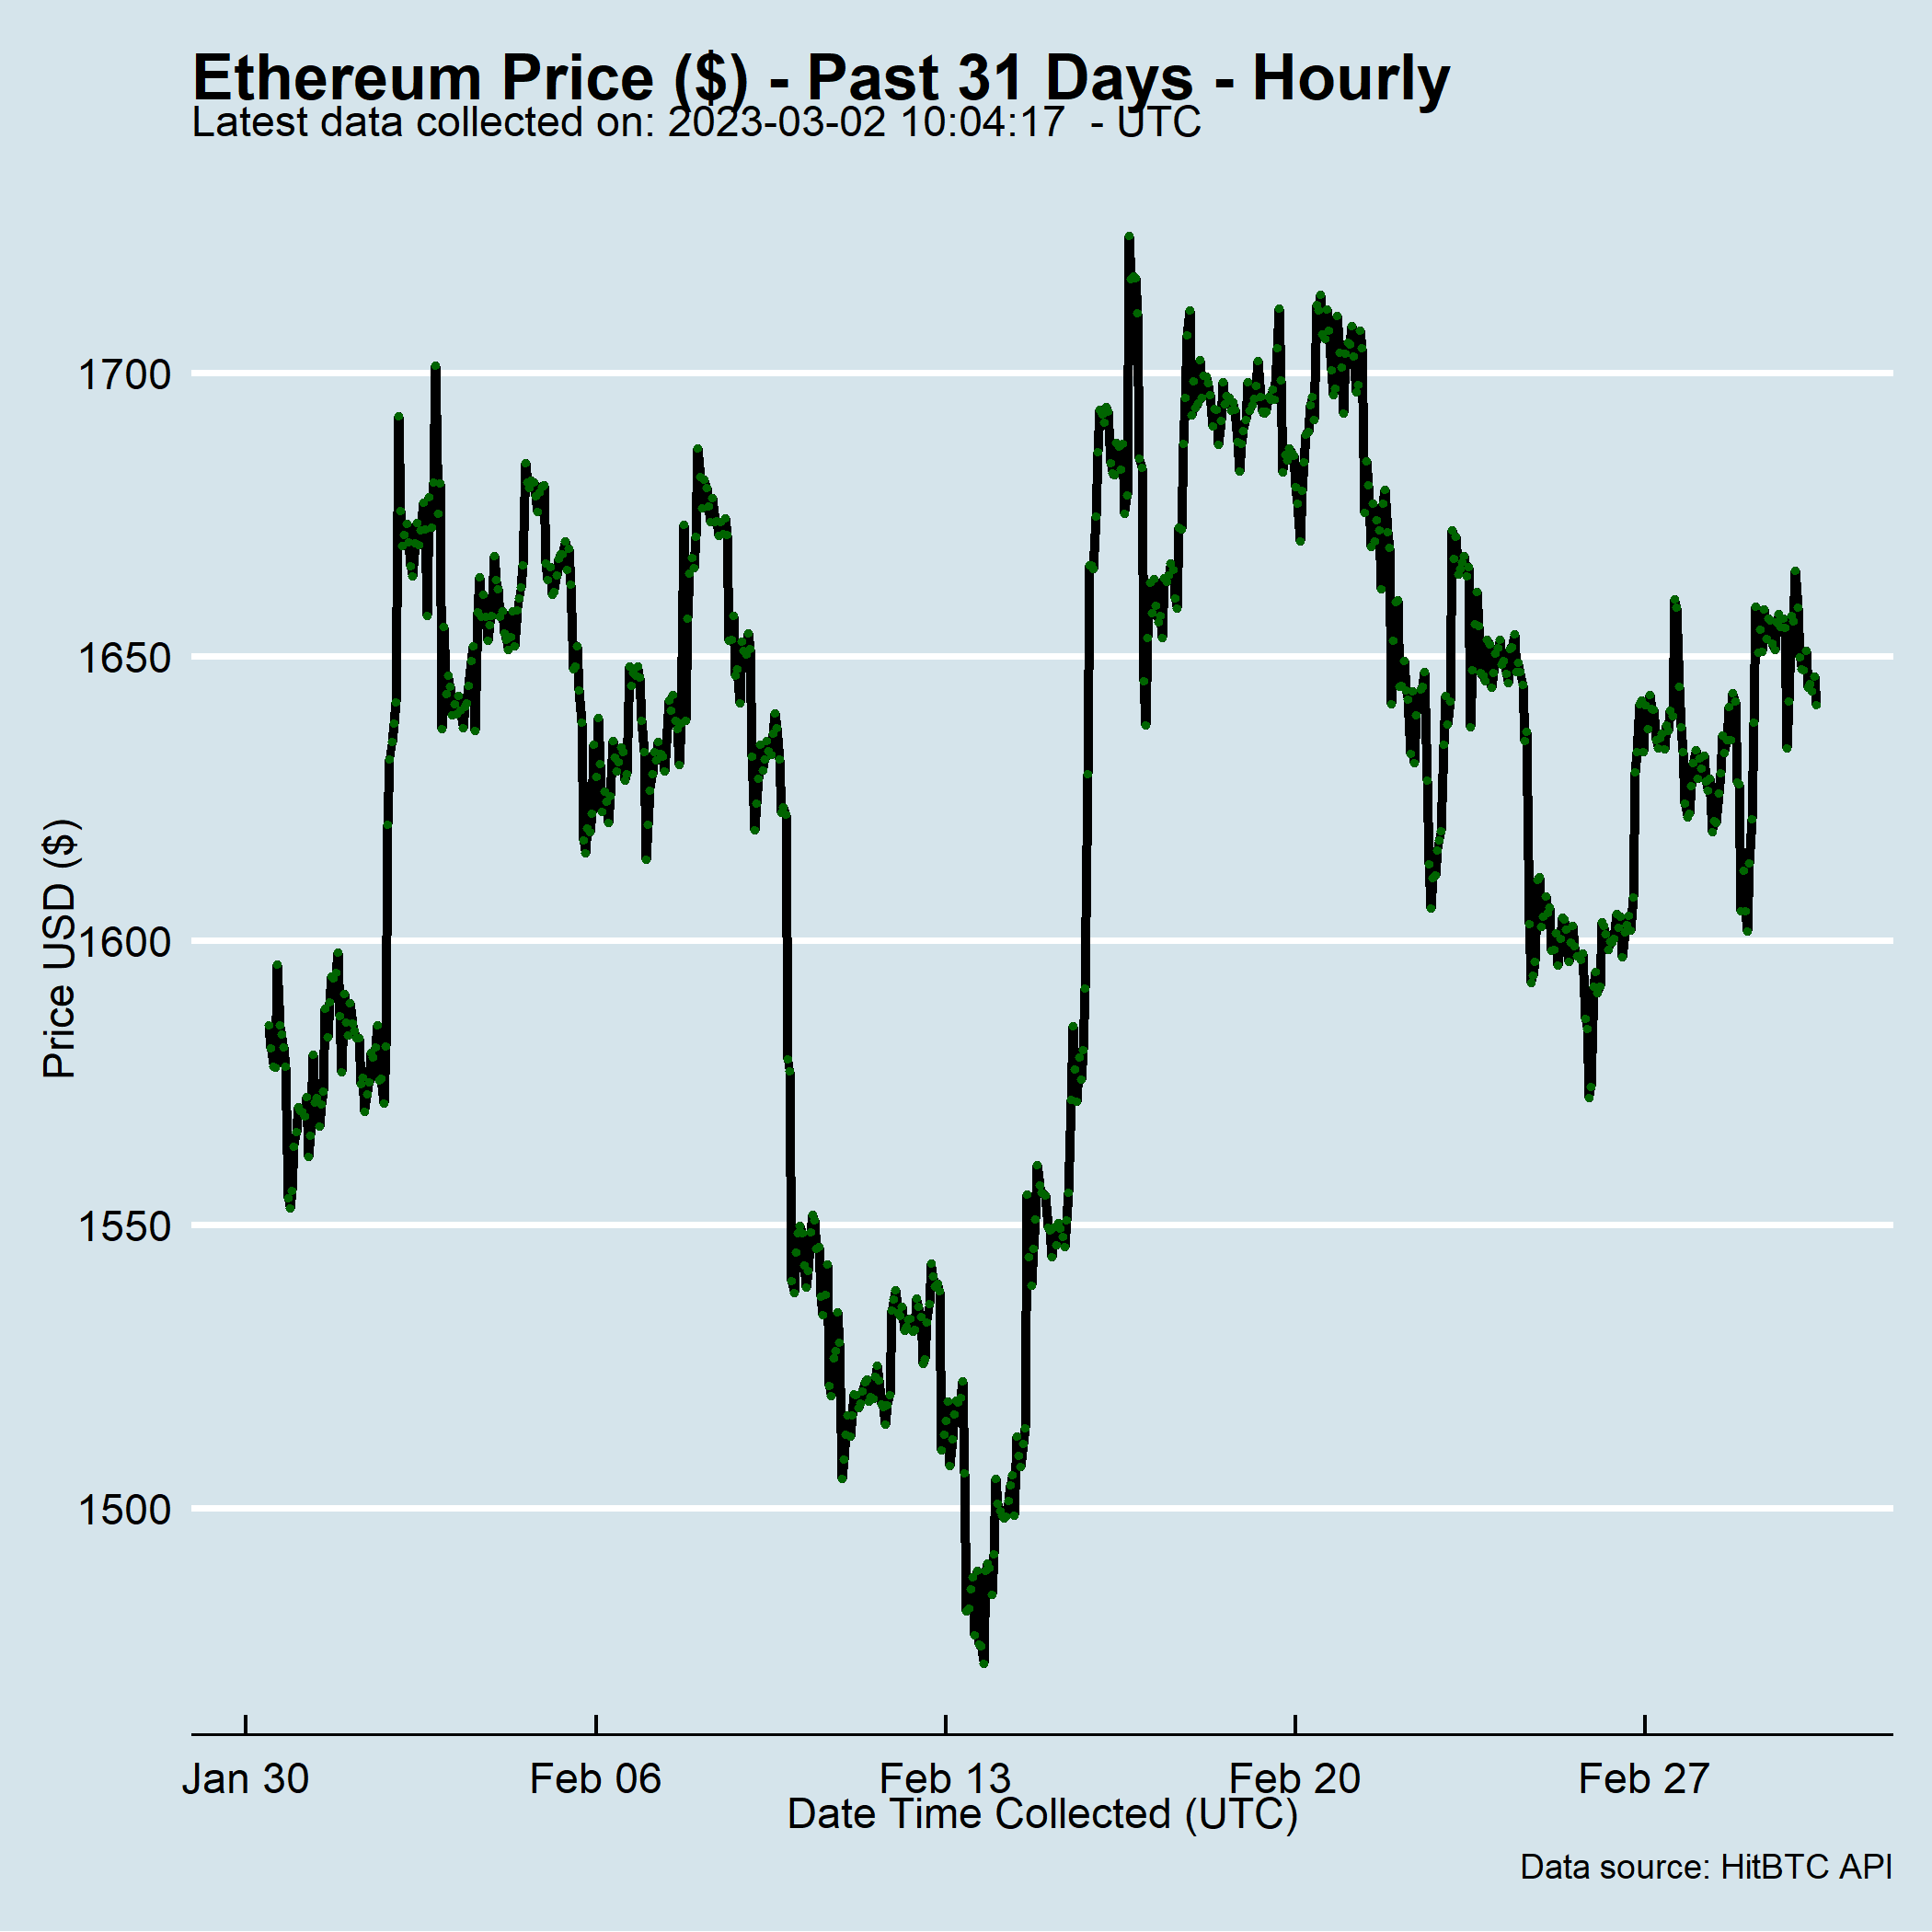 Ethereum Price ($) - Past 31 Days - Hourly
Latest data collected on: 2023-03-02 10:04:17  - UTC
Price USD ($)
1700
1650
1600
1550
1500
Jan 30
Feb 06
Feb 13
Feb 20
Feb 27
Date Time Collected (UTC)
Data source: HitBTC API